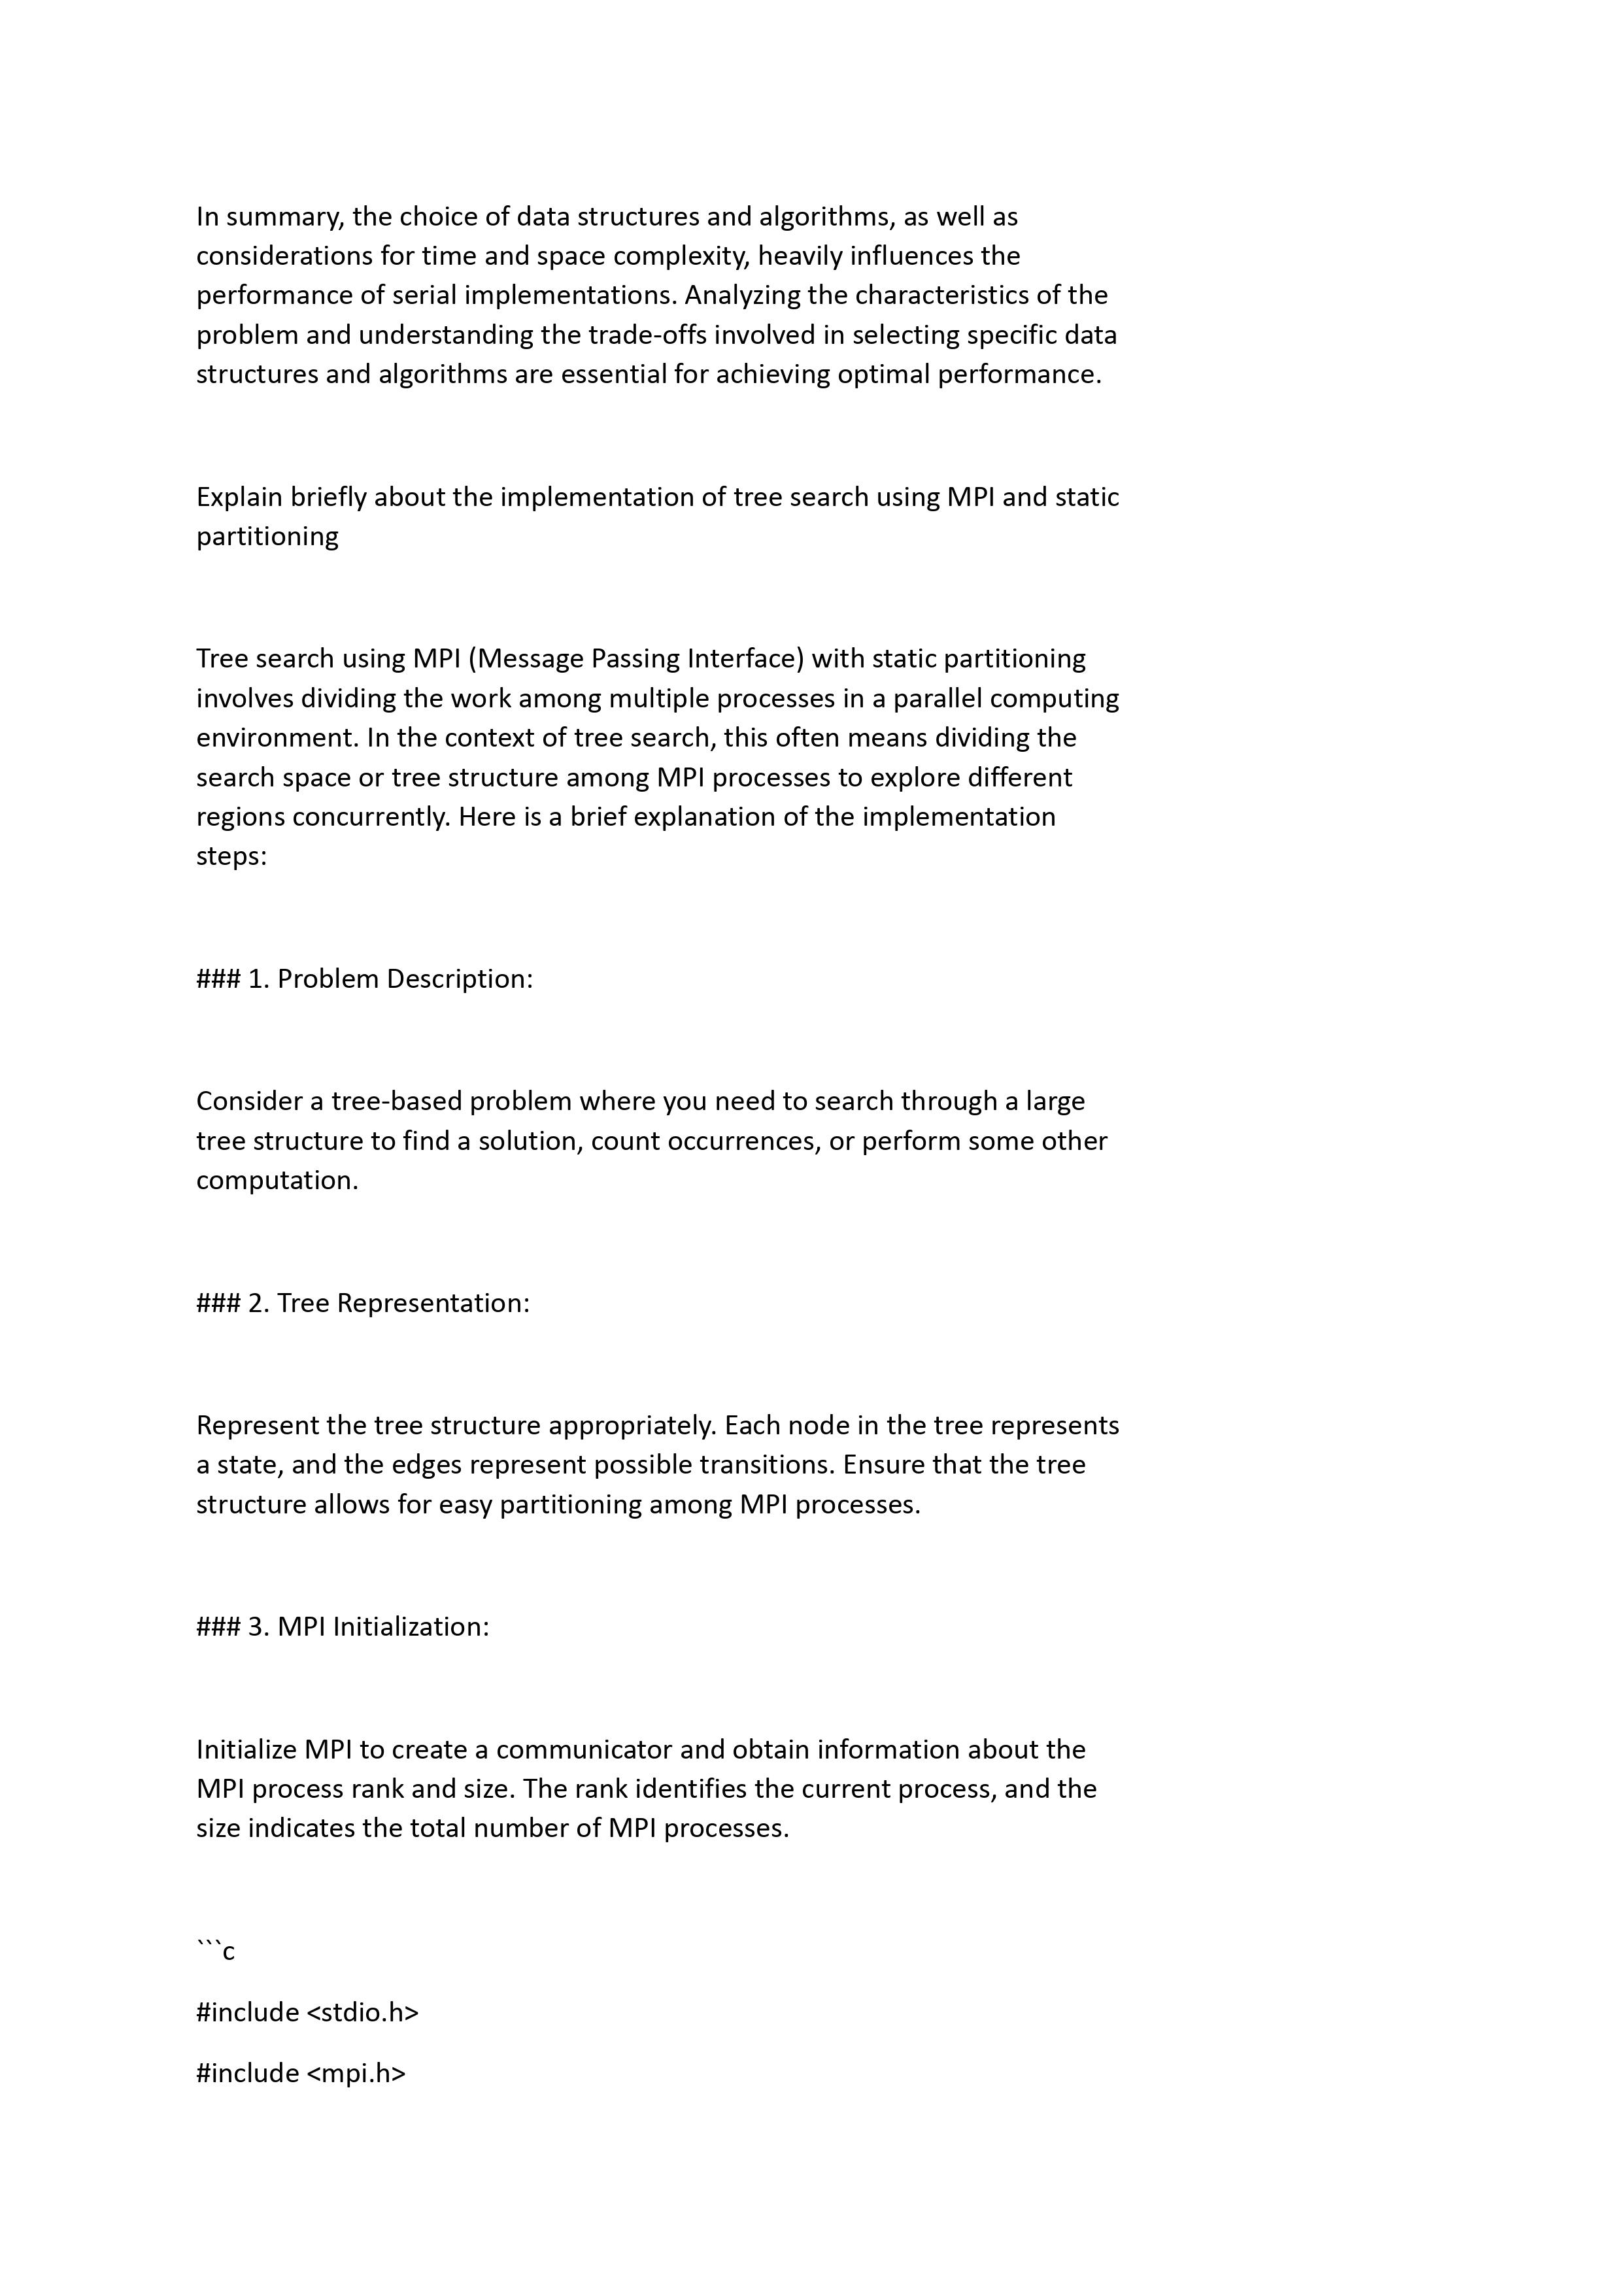 In summary, the choice of data structures and algorithms, as well as
considerations for time and space complexity, heavily influences the
performance of serial implementations. Analyzing the characteristics of the
problem and understanding the trade-offs involved in selecting specific data
structures and algorithms are essential for achieving optimal performance.
Explain briefly about the implementation of tree search using MPI and static
partitioning
Tree search using MPI (Message Passing Interface) with static partitioning
involves dividing the work among multiple processes in a parallel computing
environment. In the context of tree search, this often means dividing the
search space or tree structure among MPI processes to explore different
regions concurrently. Here is a brief explanation of the implementation
steps:
### 1. Problem Description:
Consider a tree-based problem where you need to search through a large
tree structure to find a solution, count occurrences, or perform some other
computation.
### 2. Tree Representation:
Represent the tree structure appropriately. Each node in the tree represents
a state, and the edges represent possible transitions. Ensure that the tree
structure allows for easy partitioning among MPI processes.
### 3. MPI Initialization:
Initialize MPI to create a communicator and obtain information about the
MPI process rank and size. The rank identifies the current process, and the
size indicates the total number of MPI processes.
```c
#include <stdio.h>
#include <mpi.h>